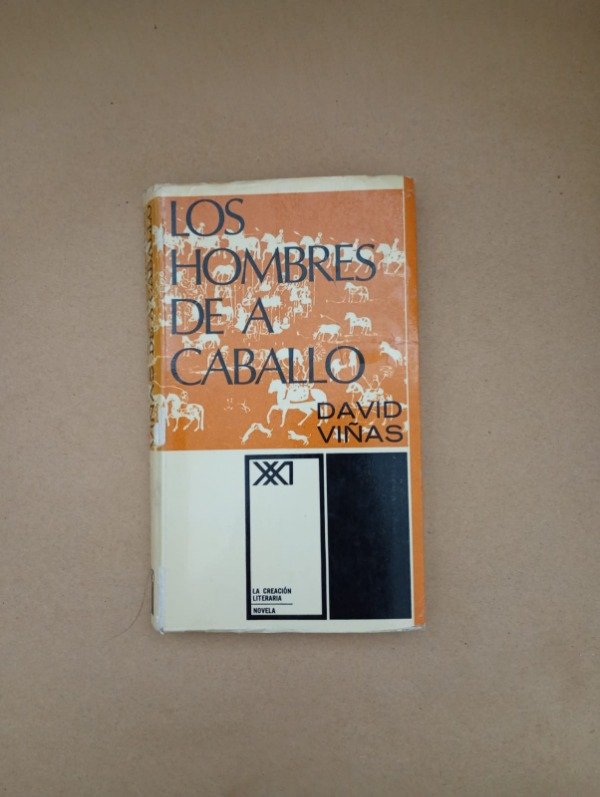 LOS
HOMBRES
DE A
CABALLO
DAVID
VIÑAS
XXI
LA CREACIÓN
LITERARIA
NOVELA